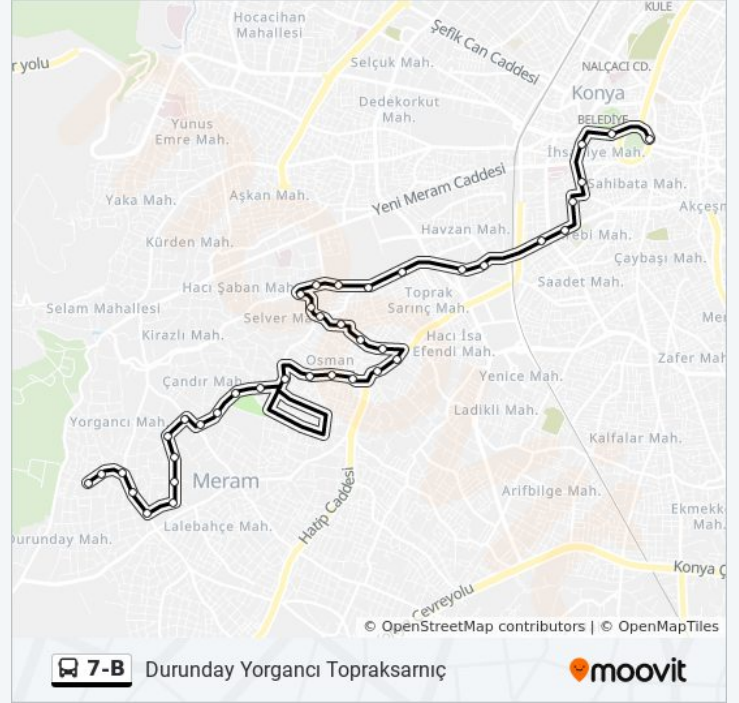 KULE
Hocacihan
Mahallesi
Şefik Can Caddesi
r yolu
Selçuk Mah.
NALÇACI CD.
Konya
Dedekorkut
Mah.
BELEDİYE
Yunus
Emre Mah.
İhsaniye Mah.
Sahibata Mah.
Yaka Mah.
Aşkan Mah.
Yeni Meram Caddesi
Akçeşm
Havzan Mah.
Kürden Mah.
rebi Mah.
Çaybaşı Mah.
Hacı Şaban Mah.
Toprak
Sarınç Mah.
Saadet Mah.
Selam Mahallesi
Selver
Mer
Kirazlı Mah.
Hacı İsa
Efendi Mah.
Osman
Zafer Mah
Çandır Mah.
Yenice Mah.
Yorgancı Mah.
Ladikli Mah.
Kalfalar Mah.
Meram
Arifbilge Mah.
Hatip Caddesi
Ekmekk
Mah.
Lalebahçe Mah.
Durunday Mah.
Konya Ç
Çevreyolu
© OpenStreetMap contributors | © OpenMapTiles
7-B Durunday Yorgancı Topraksarnıç
moovit